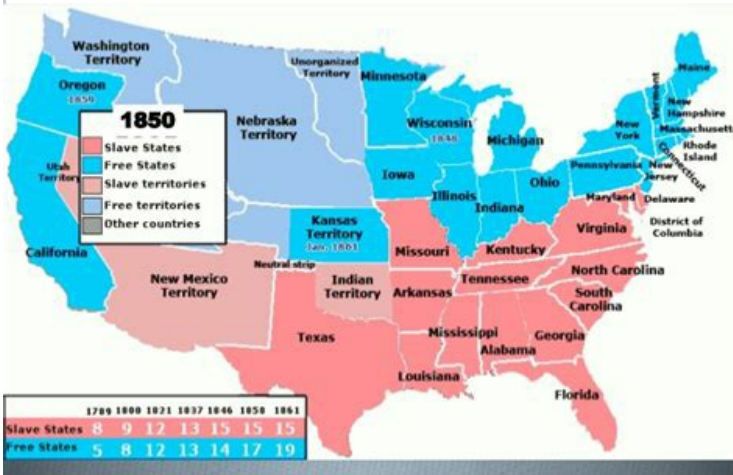 Washington
Territory
Oregon
1859
Unorganized
Territory
Minnesota
Nebraska
Territory
Wisconsin
1848
Michigan
Maine
Vermont
New
Hampshire
New
York
Massachusett
Rhode
Island
Connecticut
1850
Slave States
Free States
Slave territories
Free territories
Other countries
Utah
Territory
California
Iowa
Illinois
Indiana
Ohio
Pennsylvania
New
Jersey
Maryland
Delaware
District of
Columbia
Kansas
Territory
Jan. 1861
Missouri
Kentucky
Virginia
Neutral strip
New Mexico
Territory
Indian
Territory
Tennessee
North Carolina
South
Carolina
Arkansas
Texas
Mississippi
Alabama
Georgia
Louisiana
Florida
1789 1800 1821 1837 1846 1858 1861
Slave States 8 9 12 13 15 15 15
Free States 5 8 12 13 14 17 19